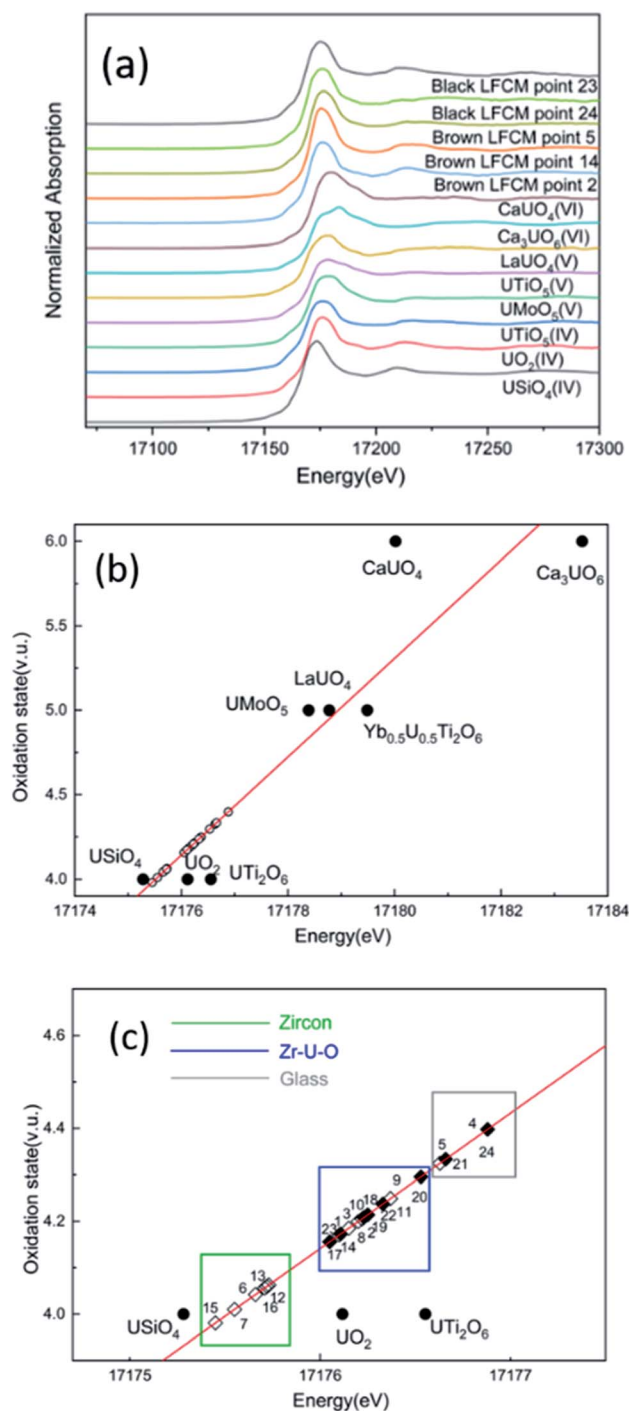 (a)
Black LFCM point 23
Black LFCM point 24
Brown LFCM point 5
Brown LFCM point 14
Brown LFCM point 2
CaUO4(VI)
Ca3UO6(VI)
LaUO4(V)
UTiO5(V)
UMoO5(V)
UTiO5(IV)
UO2(IV)
USiO4(IV)
Normalized Absorption
17100 17150 17200 17250 17300
Energy(eV)
(b)
6.0
CaUO4 Ca3UO6
5.5
LaUO4
UMoO5
5.0
Yb0.5U0.5Ti2O6
4.5
USiO4 UO2 UTi2O6
4.0
Oxidation state(v.u.)
17174 17176 17178 17180 17182 17184
Energy(eV)
(c)
Zircon
Zr-U-O
Glass
4.6
4.4
4
5
24
21
9
20
10 18
11
22
1 3
19
23
2
8
14
17
4.2
13
6
12
15
16
7
4.0
USiO4 UO2 UTi2O6
Oxidation state(v.u.)
17175 17176 17177
Energy(eV)